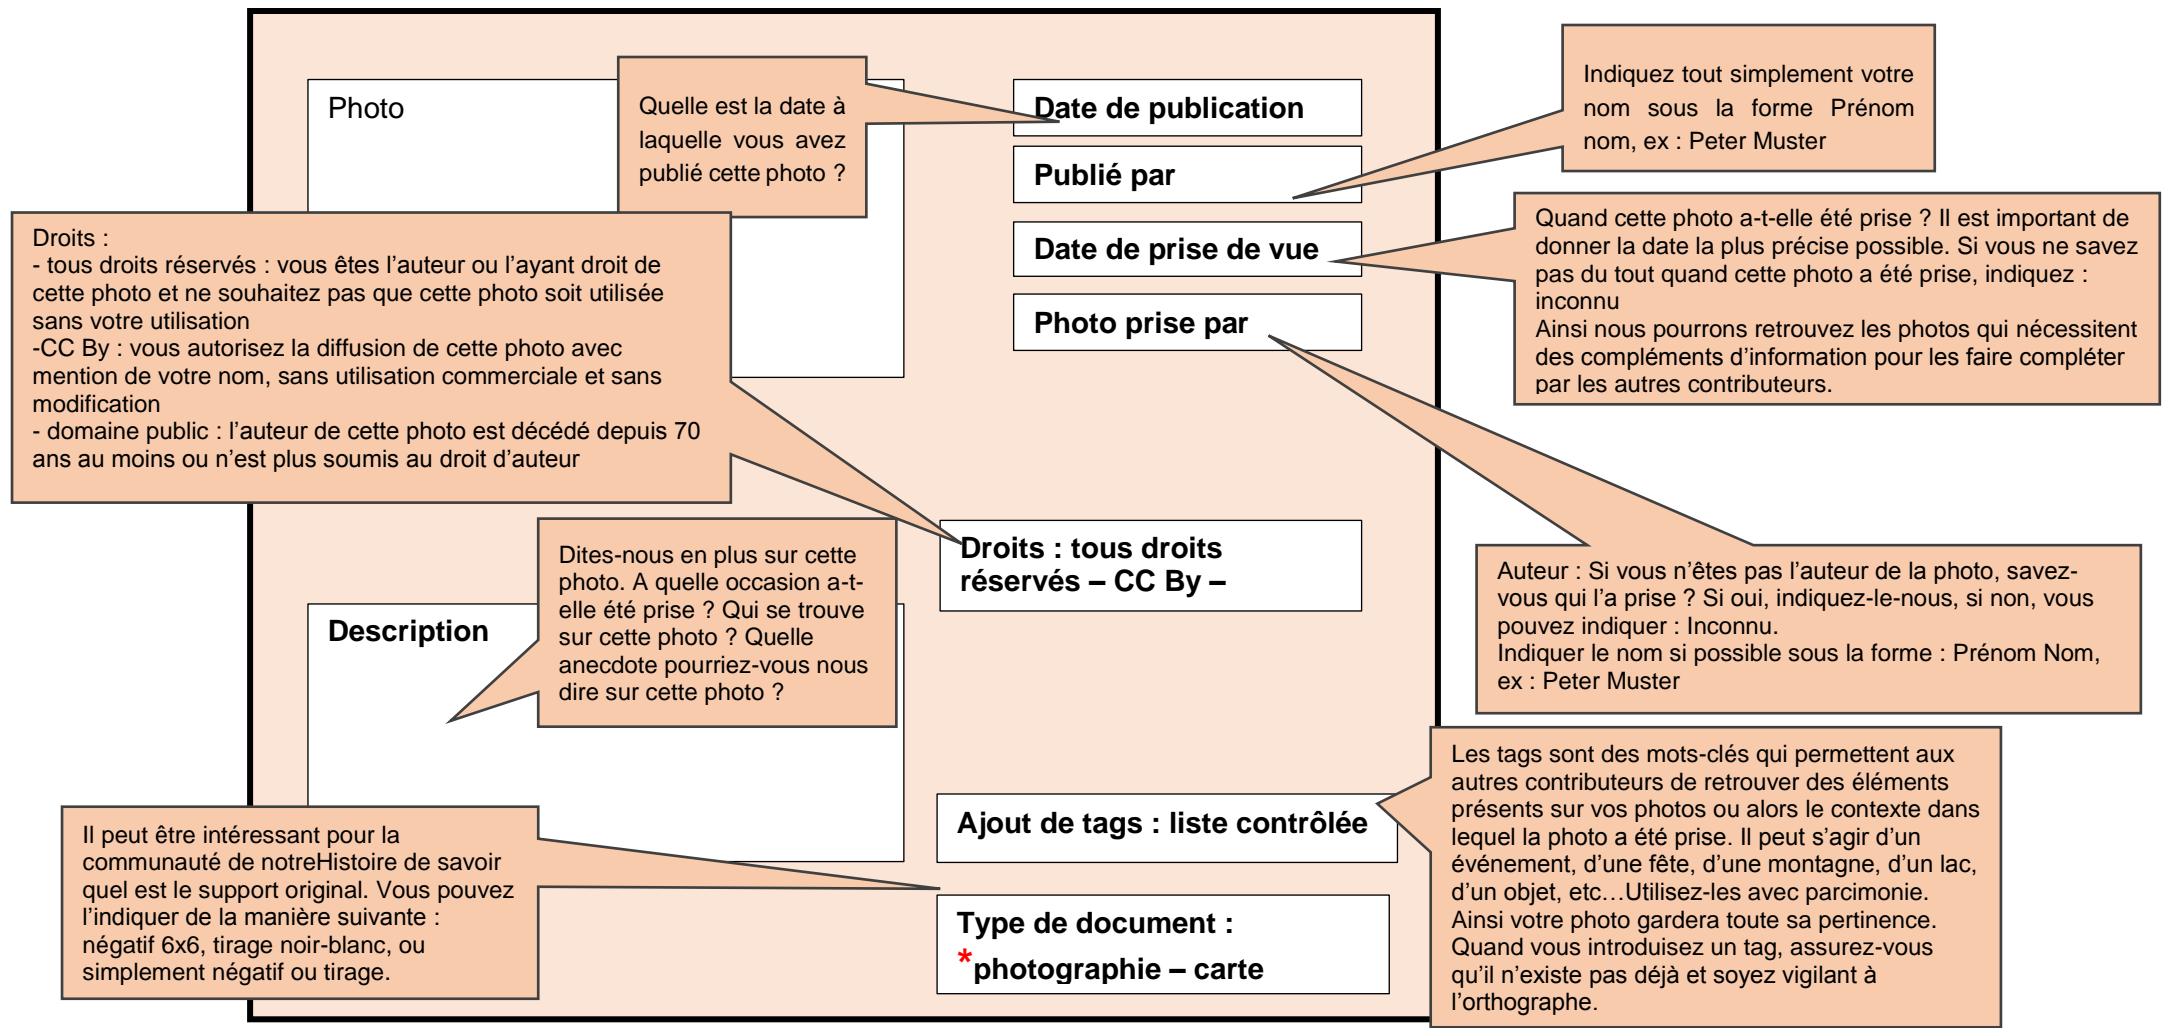 Photo
Quelle est la date à
laquelle vous avez
publié cette photo ?
Date de publication
Publié par
Date de prise de vue
Photo prise par
Indiquez tout simplement votre
nom sous la forme Prénom
nom, ex : Peter Muster
Quand cette photo a-t-elle été prise ? Il est important de
donner la date la plus précise possible. Si vous ne savez
pas du tout quand cette photo a été prise, indiquez :
inconnu
Ainsi nous pourrons retrouvez les photos qui nécessitent
des compléments d’information pour les faire compléter
par les autres contributeurs.
Droits :
- tous droits réservés : vous êtes l’auteur ou l’ayant droit de
cette photo et ne souhaitez pas que cette photo soit utilisée
sans votre utilisation
-CC By : vous autorisez la diffusion de cette photo avec
mention de votre nom, sans utilisation commerciale et sans
modification
- domaine public : l’auteur de cette photo est décédé depuis 70
ans au moins ou n’est plus soumis au droit d’auteur
Droits : tous droits
réservés – CC By –
Auteur : Si vous n’êtes pas l’auteur de la photo, savez-
vous qui l’a prise ? Si oui, indiquez-le-nous, si non, vous
pouvez indiquer : Inconnu.
Indiquer le nom si possible sous la forme : Prénom Nom,
ex : Peter Muster
Description
Dites-nous en plus sur cette
photo. A quelle occasion a-t-
elle été prise ? Qui se trouve
sur cette photo ? Quelle
anecdote pourriez-vous nous
dire sur cette photo ?
Ajout de tags : liste contrôlée
Les tags sont des mots-clés qui permettent aux
autres contributeurs de retrouver des éléments
présents sur vos photos ou alors le contexte dans
lequel la photo a été prise. Il peut s’agir d’un
événement, d’une fête, d’une montagne, d’un lac,
d’un objet, etc…Utilisez-les avec parcimonie.
Ainsi votre photo gardera toute sa pertinence.
Quand vous introduisez un tag, assurez-vous
qu’il n’existe pas déjà et soyez vigilant à
l’orthographe.
Il peut être intéressant pour la
communauté de notreHistoire de savoir
quel est le support original. Vous pouvez
l’indiquer de la manière suivante :
négatif 6x6, tirage noir-blanc, ou
simplement négatif ou tirage.
Type de document :
*photographie – carte